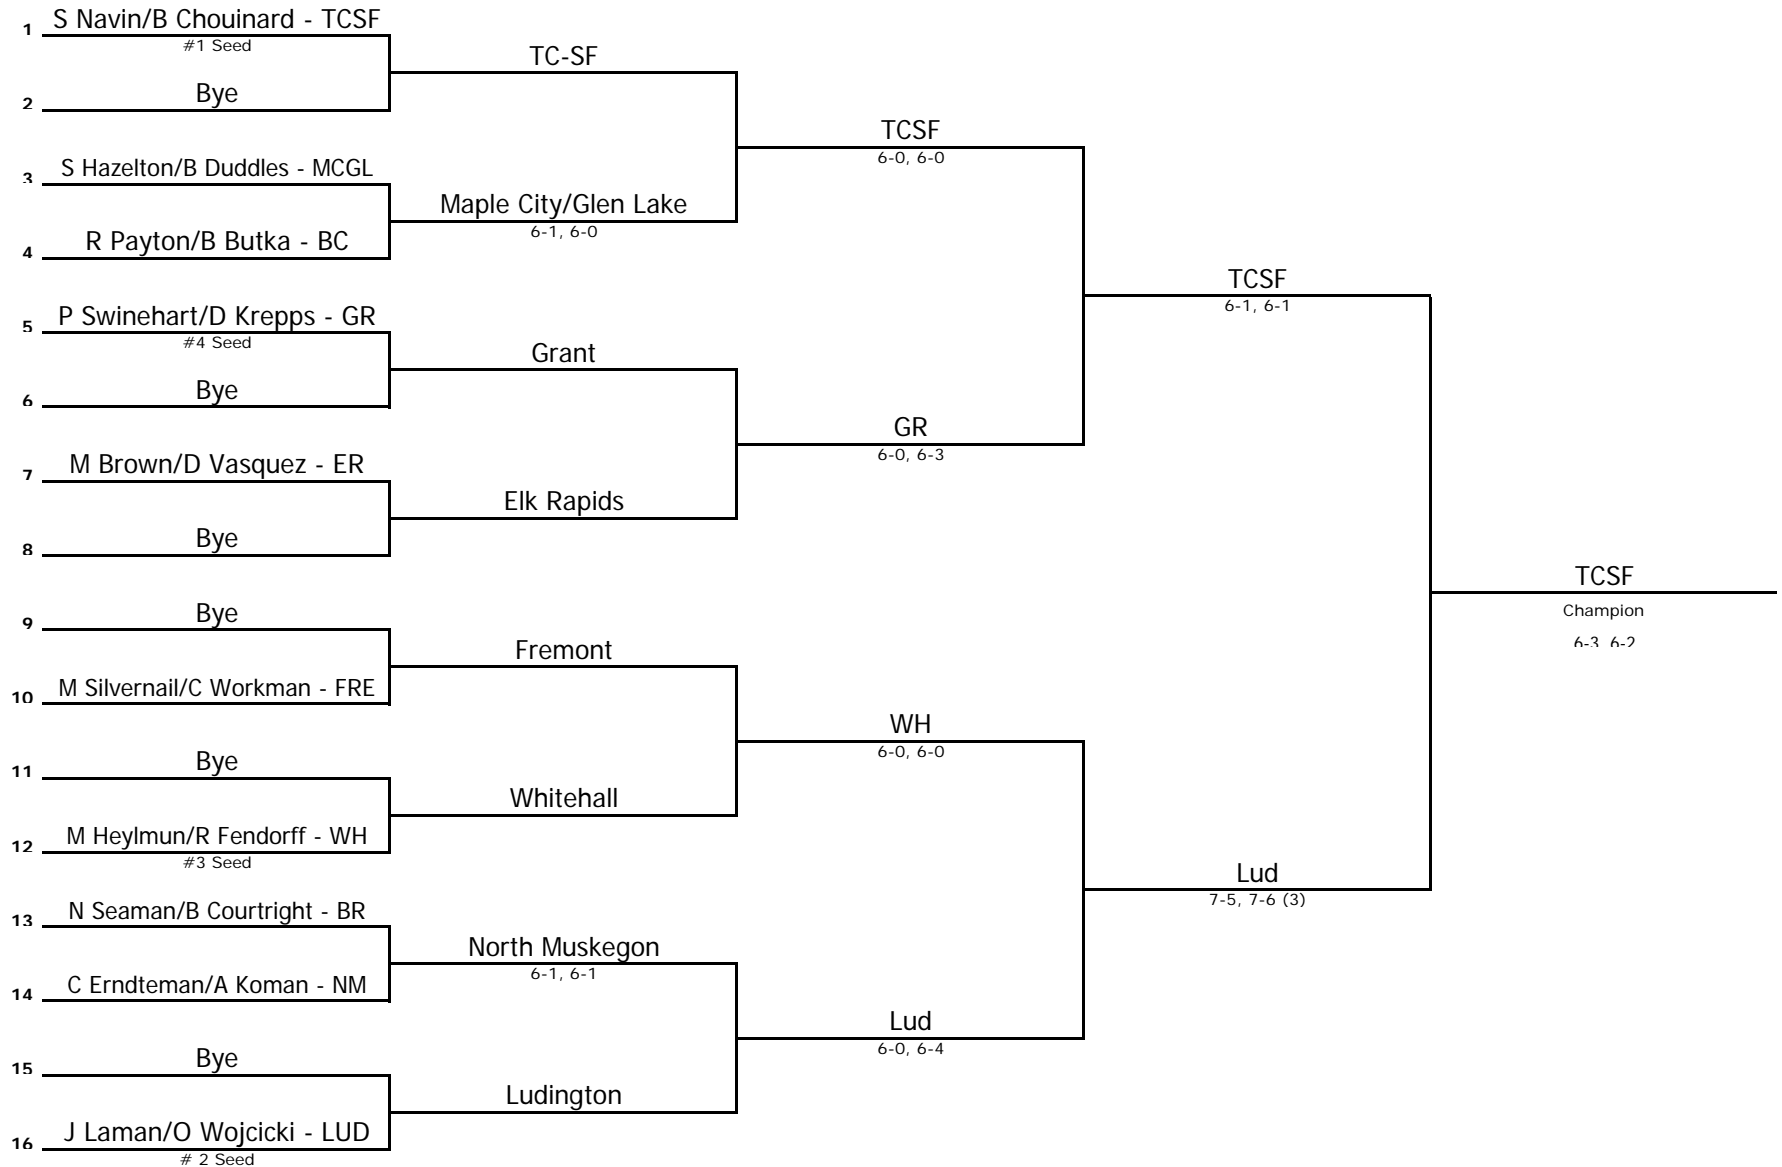 1 S Navin/B Chouinard - TCSF
#1 Seed
TC-SF
2 Bye
TCSF
6-0, 6-0
3 S Hazelton/B Duddles - MCGL
Maple City/Glen Lake
6-1, 6-0
4 R Payton/B Butka - BC
TCSF
6-1, 6-1
5 P Swinehart/D Krepps - GR
#4 Seed
Grant
6 Bye
GR
6-0, 6-3
7 M Brown/D Vasquez - ER
Elk Rapids
8 Bye
TCSF
Champion
6-3, 6-2
9 Bye
Fremont
10 M Silvernail/C Workman - FRE
WH
6-0, 6-0
11 Bye
Whitehall
12 M Heylmun/R Fendorff - WH
#3 Seed
Lud
7-5, 7-6 (3)
13 N Seaman/B Courtright - BR
North Muskegon
6-1, 6-1
14 C Erndteman/A Koman - NM
Lud
6-0, 6-4
15 Bye
Ludington
16 J Laman/O Wojcicki - LUD
# 2 Seed